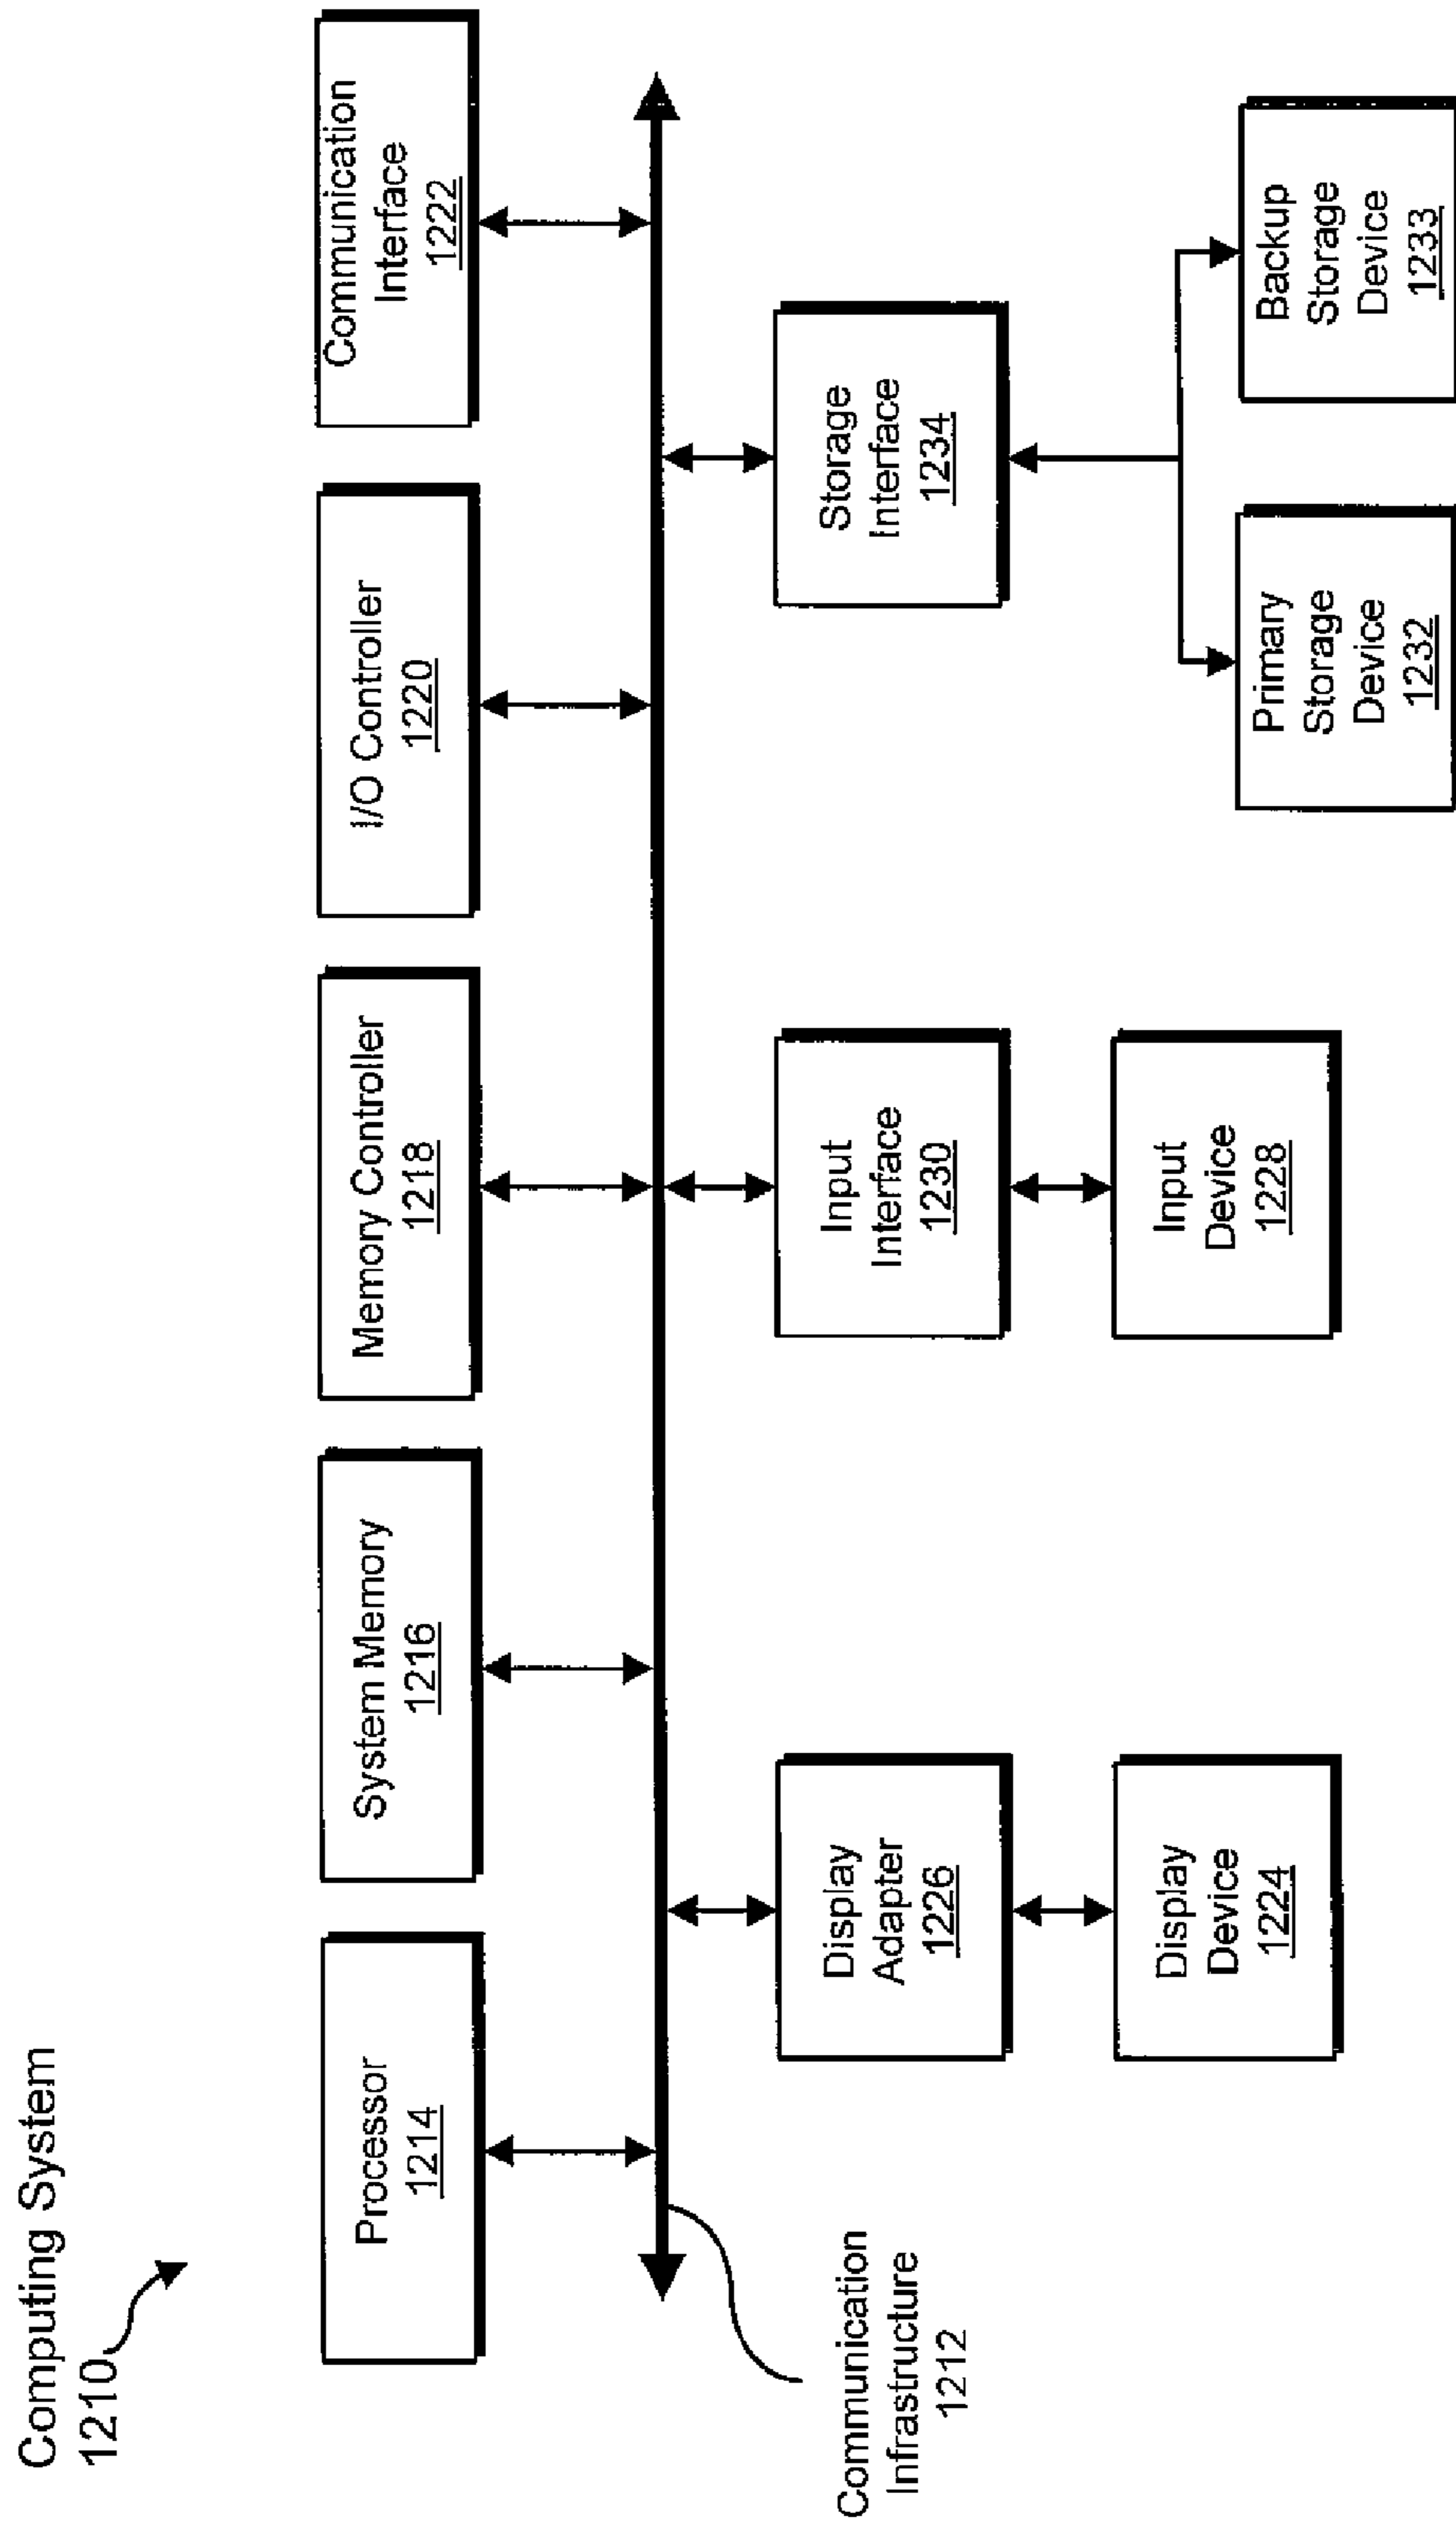 Computing System
1210
Processor
1214
System Memory
1216
Memory Controller
1218
I/O Controller
1220
Communication
Interface
1222
Communication
Infrastructure
1212
Display
Adapter
1226
Input
Interface
1230
Storage
Interface
1234
Display
Device
1224
Input
Device
1228
Primary
Storage
Device
1232
Backup
Storage
Device
1233